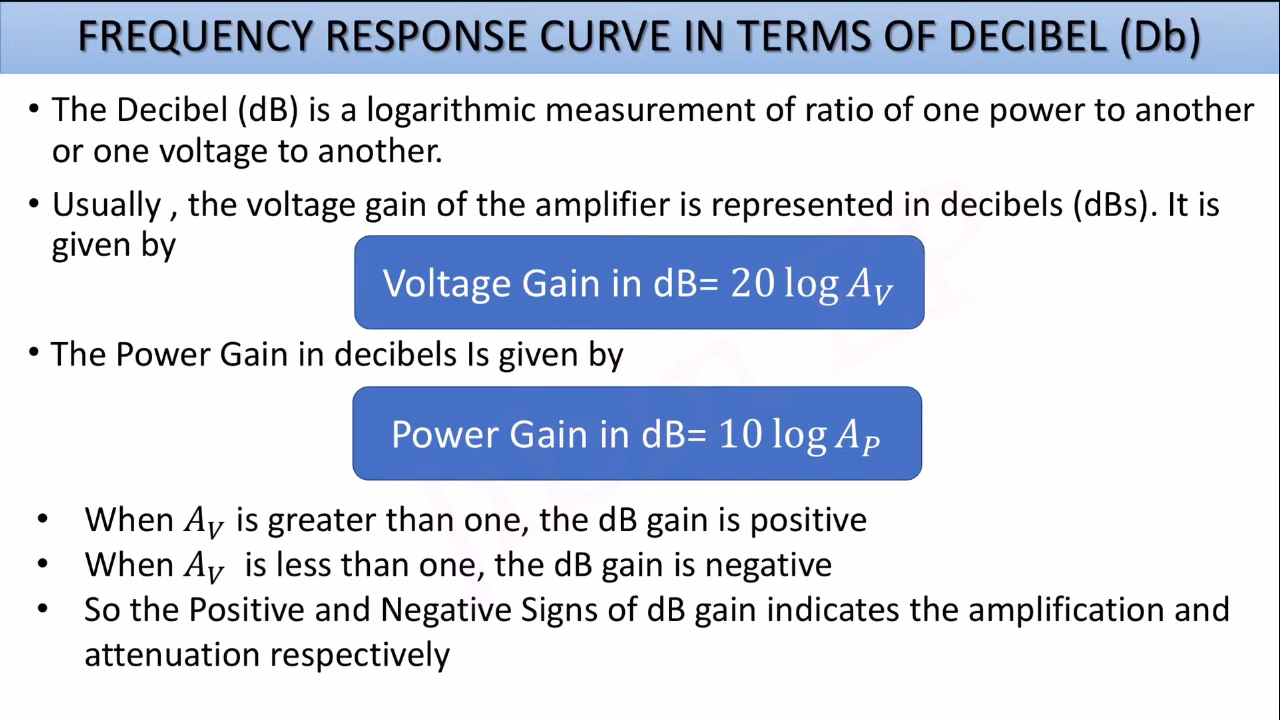 FREQUENCY RESPONSE CURVE IN TERMS OF DECIBEL (Db)
• The Decibel (dB) is a logarithmic measurement of ratio of one power to another
or one voltage to another.
• Usually , the voltage gain of the amplifier is represented in decibels (dBs). It is
given by
Voltage Gain in dB= 20 log A_V
• The Power Gain in decibels Is given by
Power Gain in dB= 10 log A_P
• When A_V is greater than one, the dB gain is positive
• When A_V is less than one, the dB gain is negative
• So the Positive and Negative Signs of dB gain indicates the amplification and
attenuation respectively